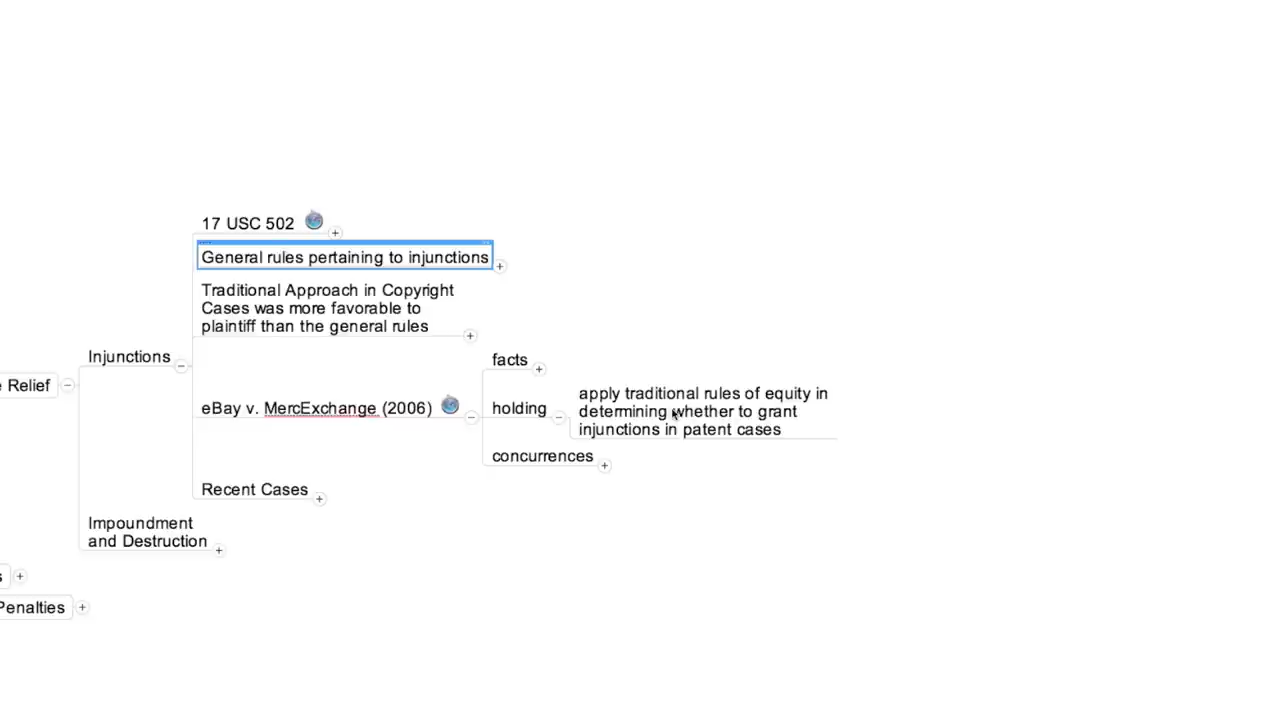 17 USC 502
General rules pertaining to injunctions
Traditional Approach in Copyright
Cases was more favorable to
plaintiff than the general rules
Injunctions
facts
e Relief
apply traditional rules of equity in
determining whether to grant
injunctions in patent cases
eBay v. MercExchange (2006)
holding
concurrences
Recent Cases
Impoundment
and Destruction
s
Penalties